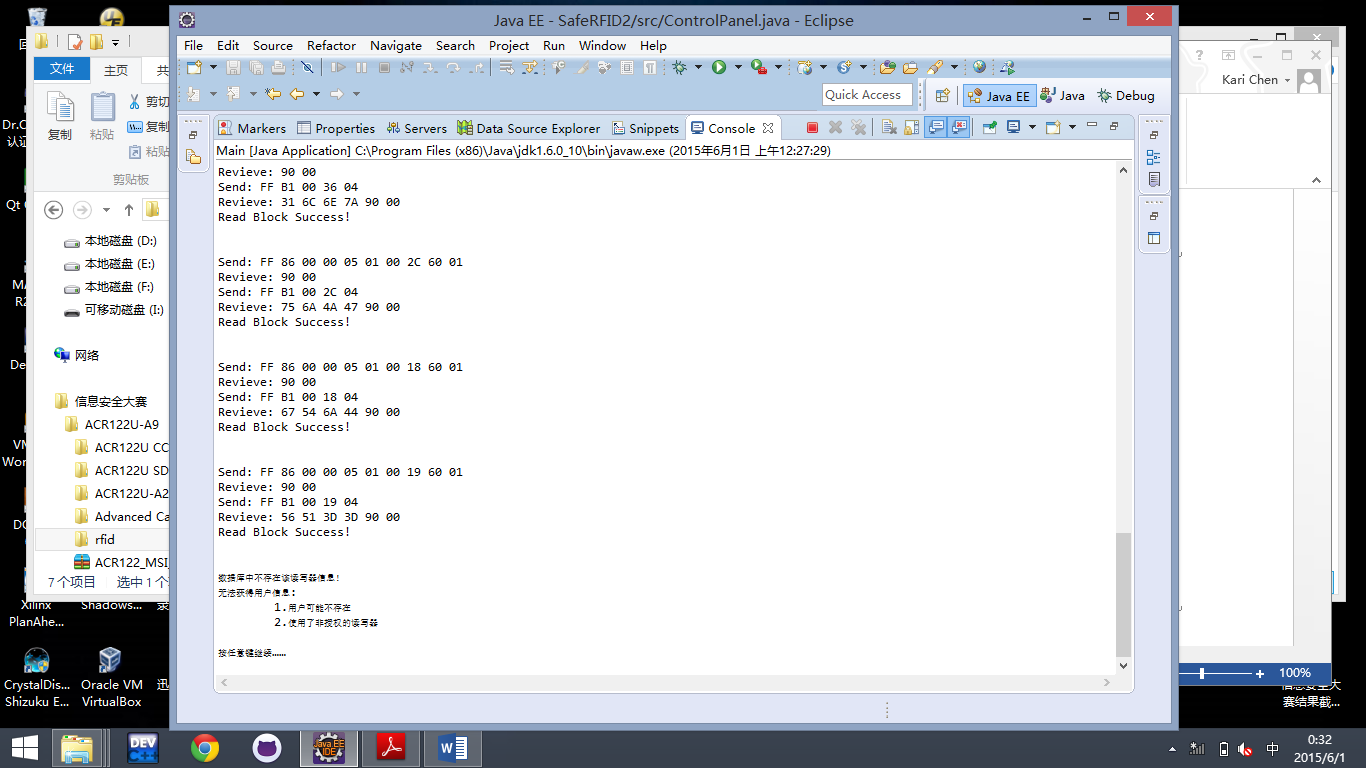 Java EE - SafeRFID2/src/ControlPanel.java - Eclipse
File Edit Source Refactor Navigate Search Project Run Window Help
Quick Access
Java EE
Java
Debug
Markers Properties Servers Data Source Explorer Snippets Console
Main [Java Application] C:\Program Files (x86)\Java\jdk1.6.0_10\bin\javaw.exe (2015年6月1日 上午12:27:29)
Revieve: 90 00
Send: FF B1 00 36 04
Revieve: 31 6C 6E 7A 90 00
Read Block Success!
Send: FF 86 00 00 05 01 00 2C 60 01
Revieve: 90 00
Send: FF B1 00 2C 04
Revieve: 75 6A 4A 47 90 00
Read Block Success!
Send: FF 86 00 00 05 01 00 18 60 01
Revieve: 90 00
Send: FF B1 00 18 04
Revieve: 67 54 6A 44 90 00
Read Block Success!
Send: FF 86 00 00 05 01 00 19 60 01
Revieve: 90 00
Send: FF B1 00 19 04
Revieve: 56 51 3D 3D 90 00
Read Block Success!
数据库中不存在该读写器信息!
无法获得用户信息:
1.用户可能不存在
2.使用了非授权的读写器
按任意键继续……
文件
主页
共
复制
粘贴
剪切
复制
粘贴
剪贴板
本地磁盘 (D:)
本地磁盘 (E:)
本地磁盘 (F:)
可移动磁盘 (I:)
网络
信息安全大赛
ACR122U-A9
ACR122U CC
ACR122U SD
ACR122U-A2
Advanced Ca
rfid
ACR122_MSI_
7 个项目
选中 1 个
Kari Chen
100%
Xilinx
PlanAhe...
Shadows...
CrystalDis...
Shizuku E...
Oracle VM
VirtualBox
迅
信息安全大
赛结果截...
DEV
Java EE
IDE
中
0:32
2015/6/1